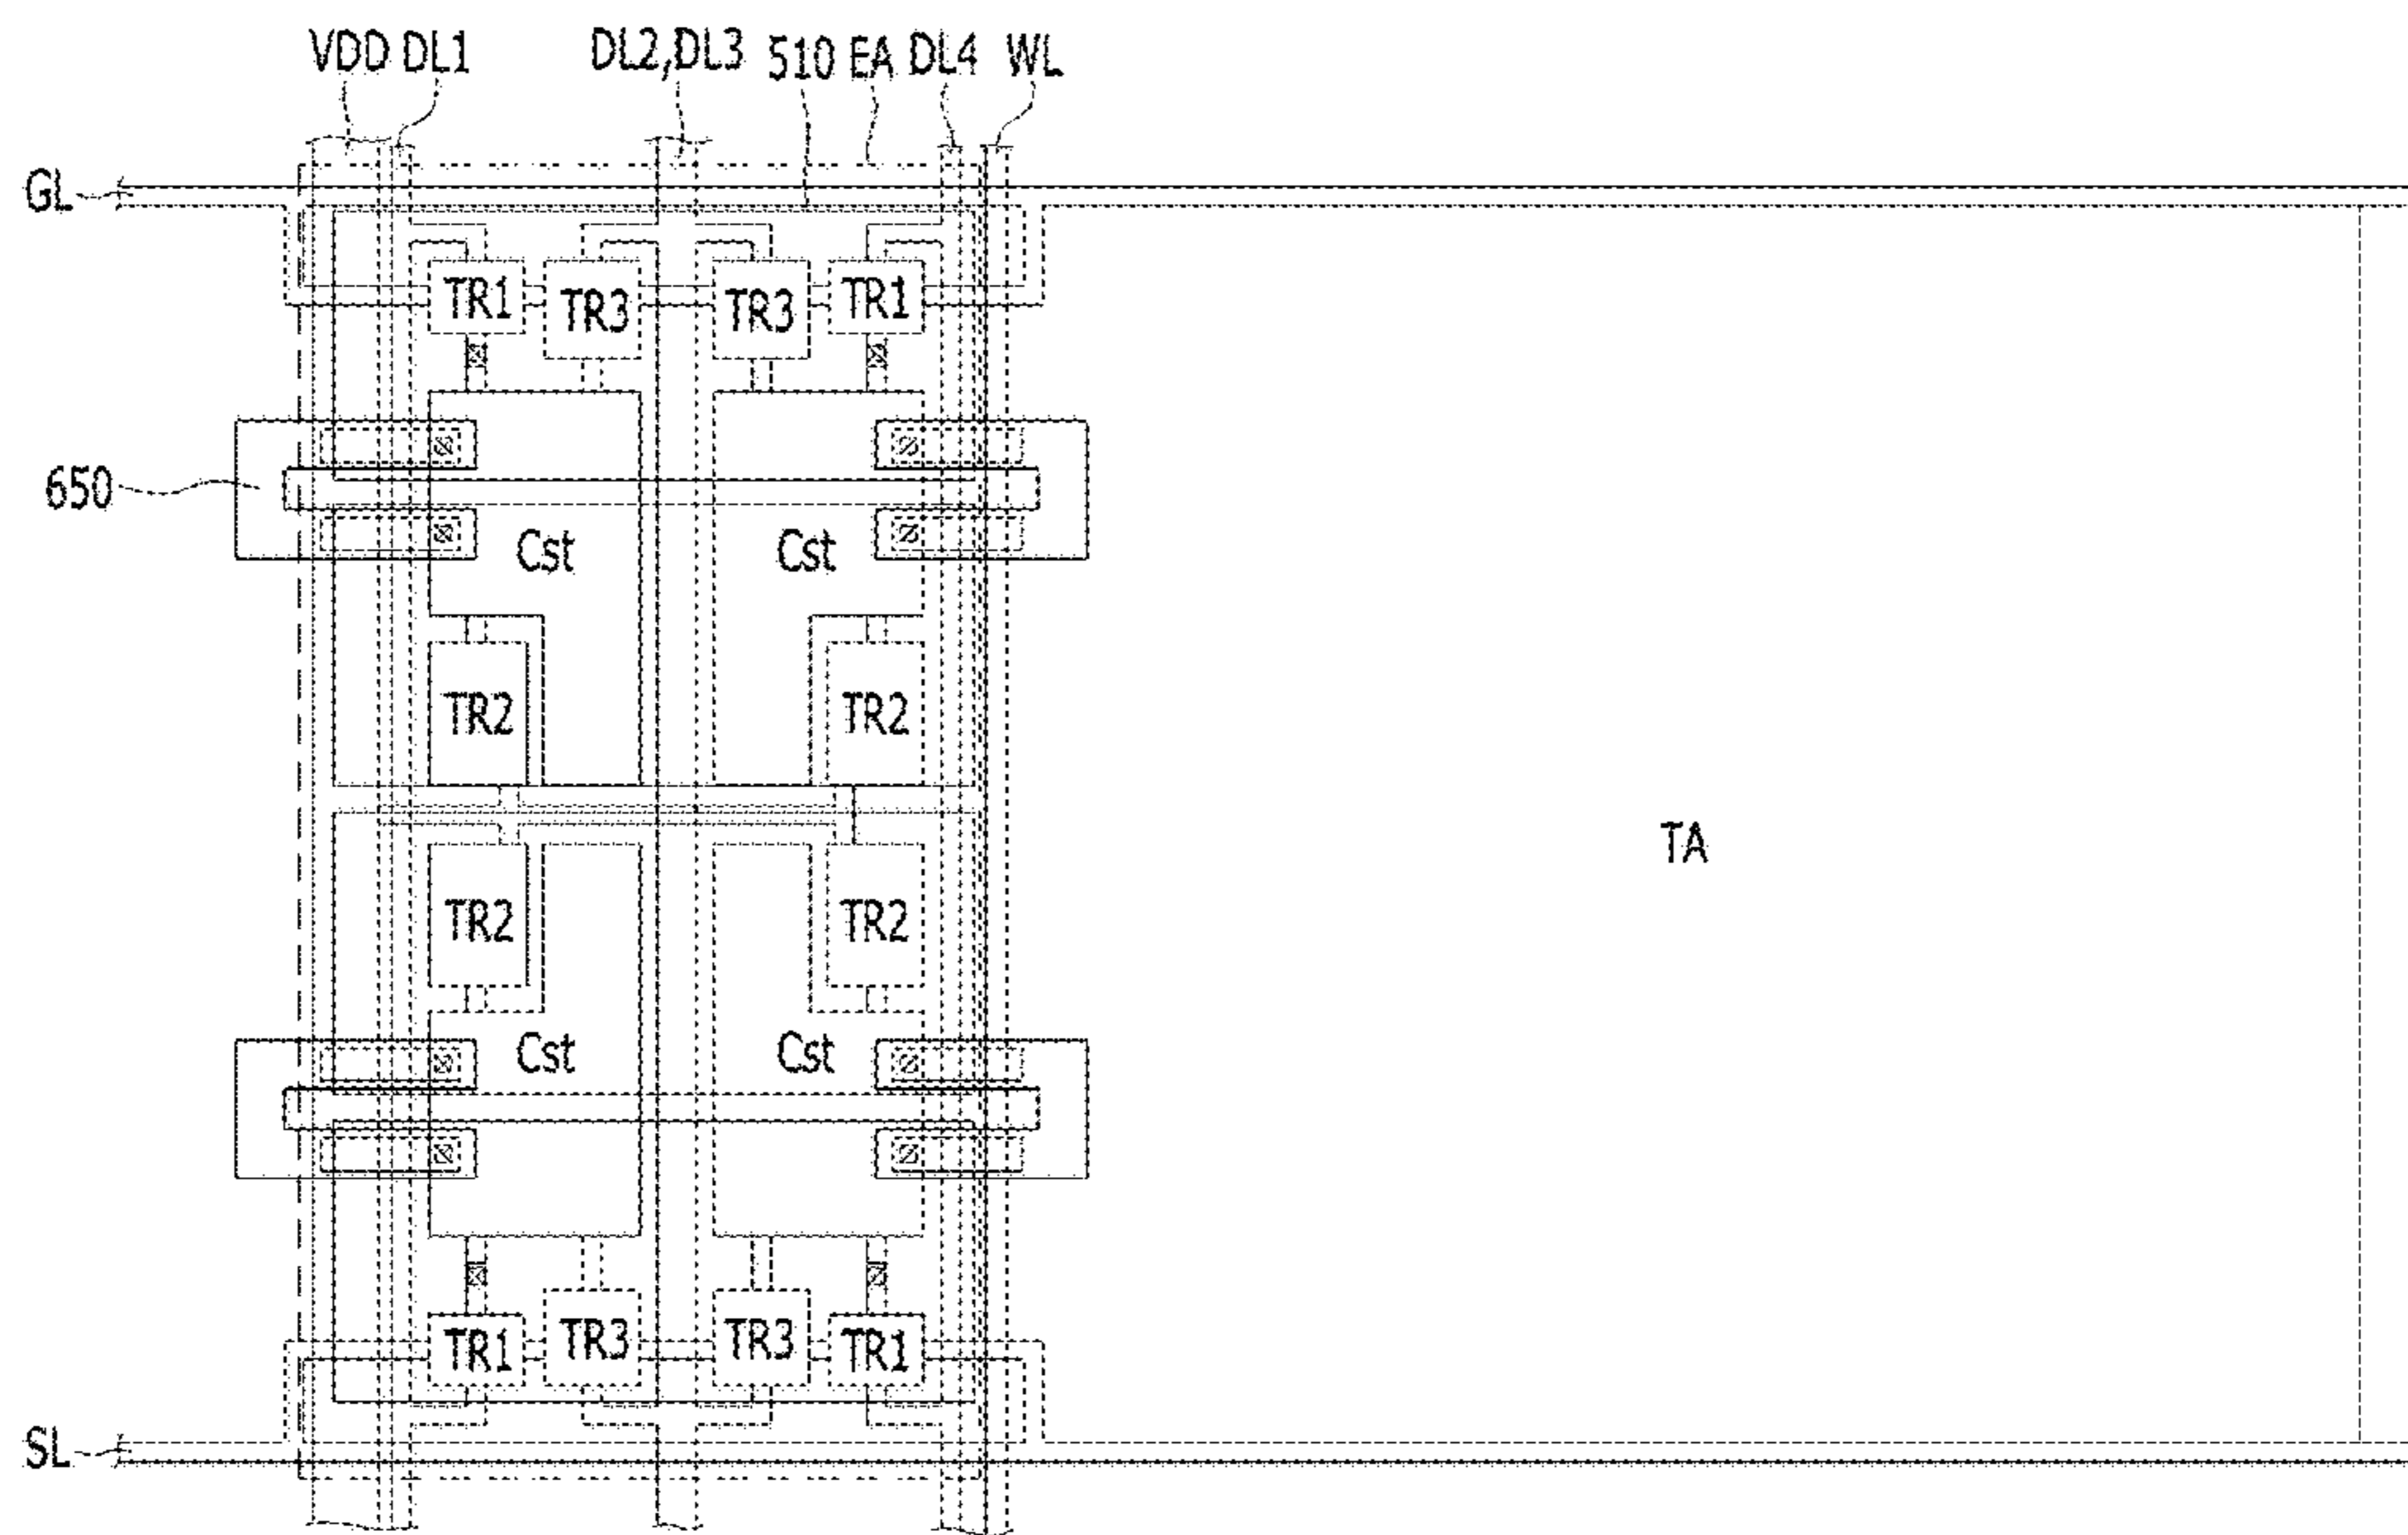 VDD DL1 DL2,DL3 510 EA DL4 WL
GL
TR1 TR3 TR3 TR1
650
Cst Cst
TR2 TR2
TA
TR2 TR2
Cst Cst
TR1 TR3 TR3 TR1
SL